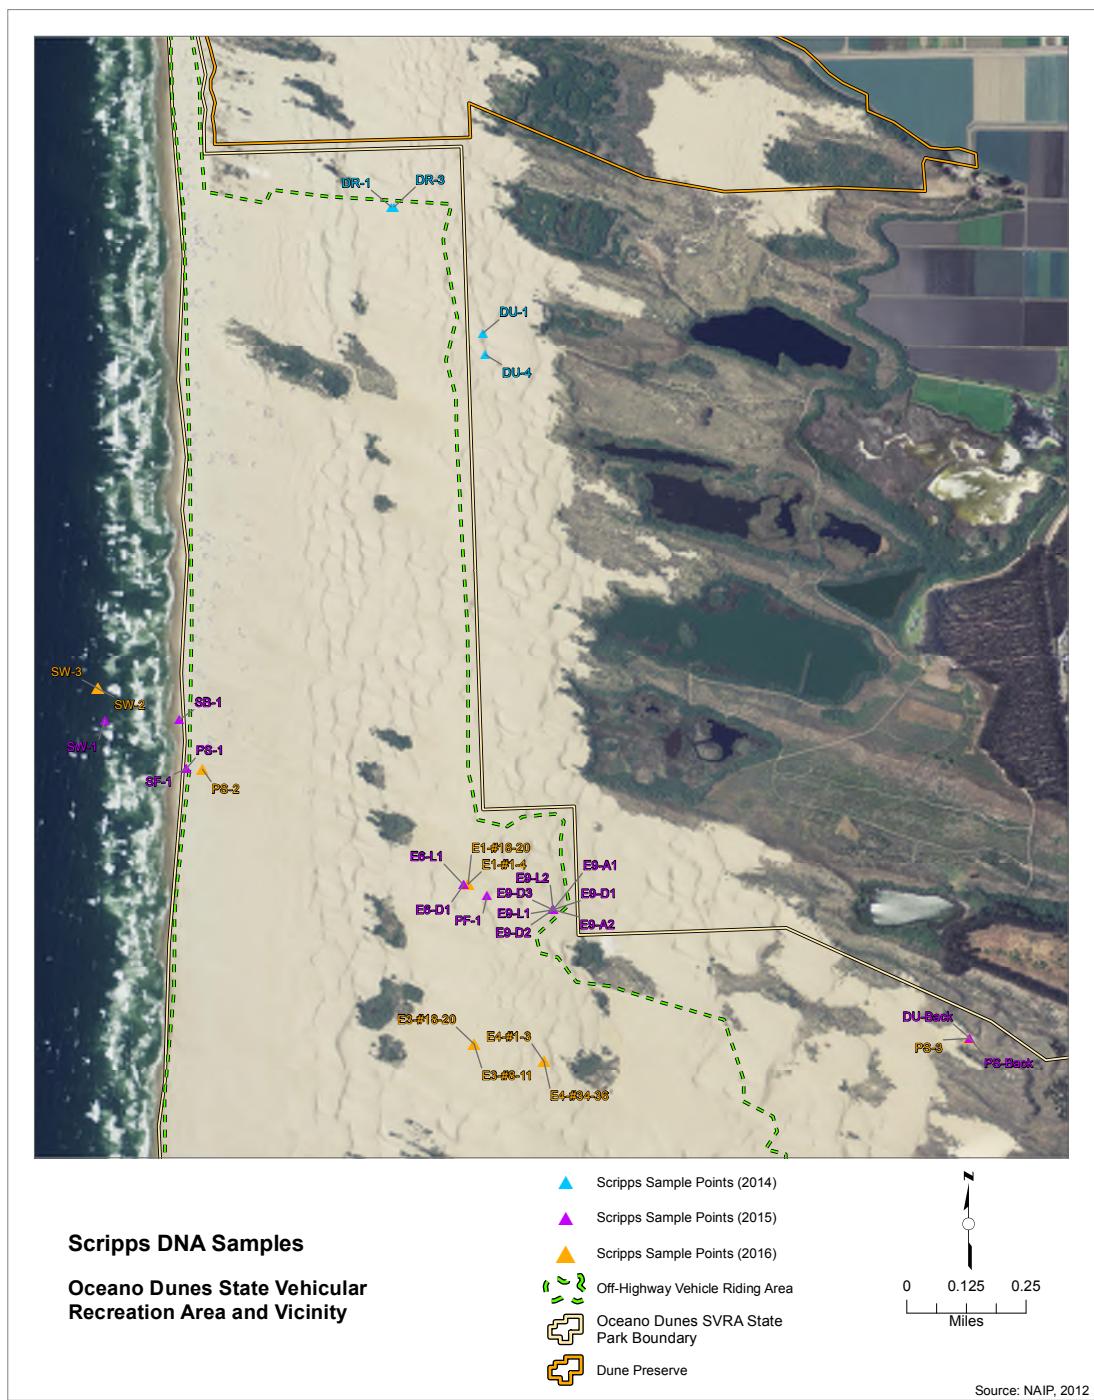 DR-1
DR-3
DU-1
DU-4
SW-3
SW-2
SB-1
SW-1
PS-1
SF-1
PS-2
E1-#18-20
E6-L1
E1-#1-4
E9-A1
E9-L2
E9-D3
E9-D1
E6-D1
E9-L1
PF-1
E9-A2
E9-D2
DU-Back
E3-#18-20
E4-#1-3
PS-3
PS-Back
E3-#8-11
E4-#34-36
Scripps Sample Points (2014)
Scripps Sample Points (2015)
Scripps Sample Points (2016)
Off-Highway Vehicle Riding Area
Oceano Dunes SVRA State
Park Boundary
Dune Preserve
Scripps DNA Samples
Oceano Dunes State Vehicular
Recreation Area and Vicinity
N
0 0.125 0.25
Miles
Source: NAIP, 2012